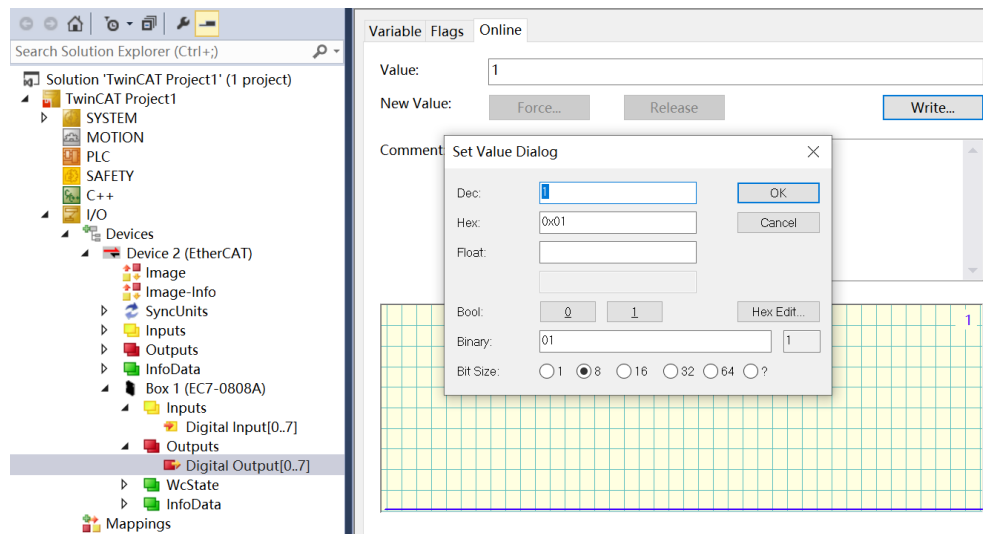 Search Solution Explorer (Ctrl+;)
Solution 'TwinCAT Project1' (1 project)
TwinCAT Project1
SYSTEM
MOTION
PLC
SAFETY
C++
I/O
Devices
Device 2 (EtherCAT)
Image
Image-Info
SyncUnits
Inputs
Outputs
InfoData
Box 1 (EC7-0808A)
Inputs
Digital Input[0..7]
Outputs
Digital Output[0..7]
WcState
InfoData
Mappings
Variable Flags Online
Value: 1
New Value: Force... Release Write...
Comment
Set Value Dialog
Dec: 1 OK
Hex: 0x01 Cancel
Float:
Bool: 0 1 Hex Edit...
Binary: 01 1
Bit Size: 1 8 16 32 64 ?
1